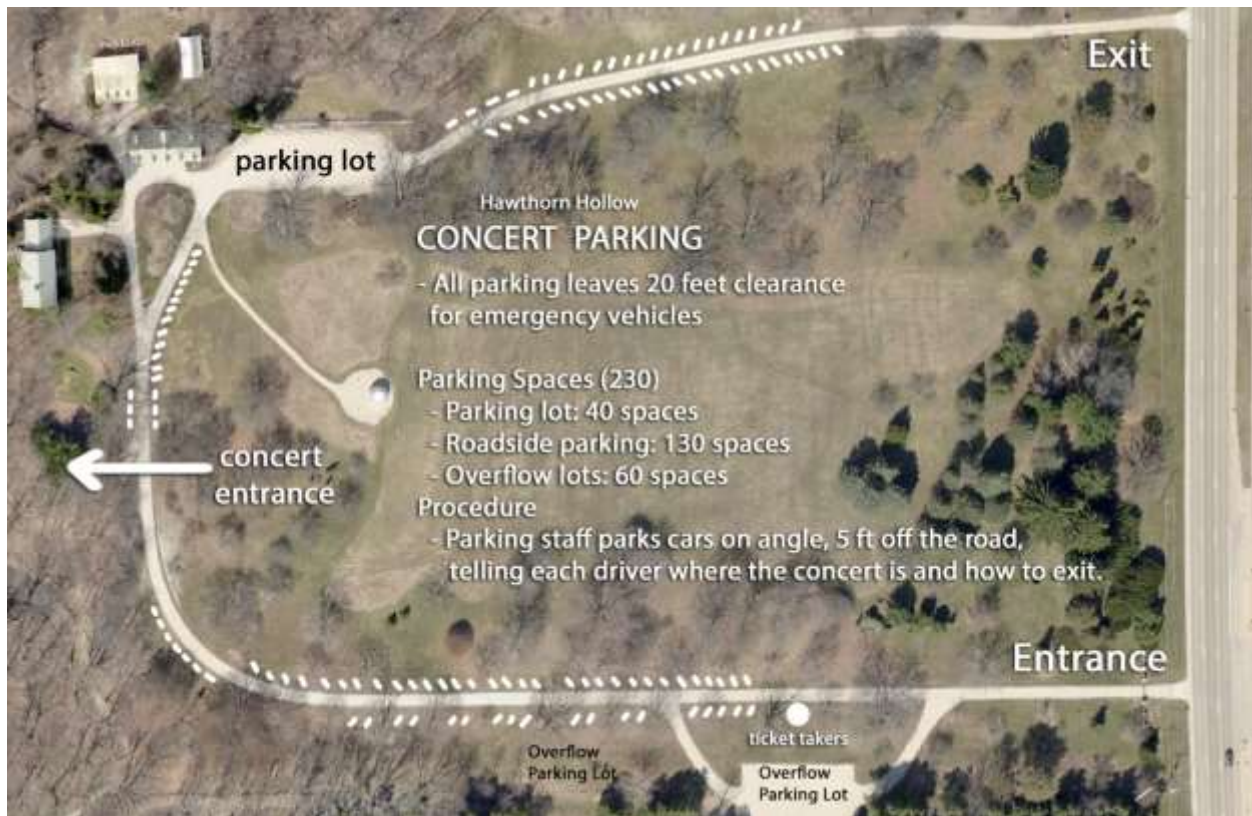 Exit
parking lot
Hawthorn Hollow
CONCERT PARKING
- All parking leaves 20 feet clearance
for emergency vehicles
Parking Spaces (230)
- Parking lot: 40 spaces
- Roadside parking: 130 spaces
- Overflow lots: 60 spaces
concert
entrance
Procedure
- Parking staff parks cars on angle, 5 ft off the road,
telling each driver where the concert is and how to exit.
Entrance
ticket takers
Overflow
Parking Lot
Overflow
Parking Lot